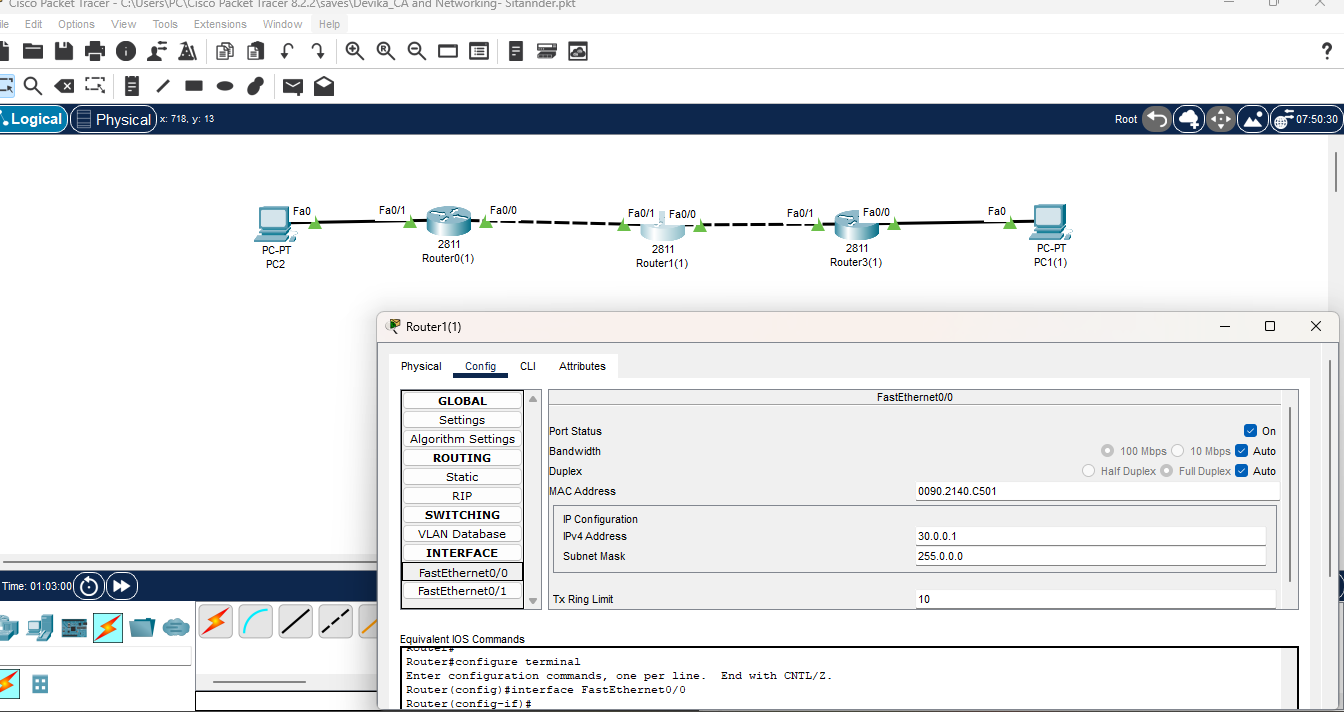 Cisco Packet Tracer - C:\Users\PC\Cisco Packet Tracer 8.2.2\saves\Devika_CA and Networking- Sitannder.pkt
Edit Options View Tools Extensions Window Help
?
Logical Physical x: 718, y: 13 Root 07:50:30
Fa0 Fa0/1 Fa0/0 Fa0/1 Fa0/0 Fa0/1 Fa0/0 Fa0
PC-PT 2811 2811 2811 PC-PT
PC2 Router0(1) Router1(1) Router3(1) PC1(1)
Router1(1)
Physical Config CLI Attributes
GLOBAL
Settings
Algorithm Settings
ROUTING
Static
RIP
SWITCHING
VLAN Database
INTERFACE
FastEthernet0/0
FastEthernet0/1
FastEthernet0/0
Port Status On
Bandwidth 100 Mbps 10 Mbps Auto
Duplex Half Duplex Full Duplex Auto
MAC Address 0090.2140.C501
IP Configuration
IPv4 Address 30.0.0.1
Subnet Mask 255.0.0.0
Tx Ring Limit 10
Equivalent IOS Commands
Router#
Router#configure terminal
Enter configuration commands, one per line. End with CNTL/Z.
Router(config)#interface FastEthernet0/0
Router(config-if)#
Time: 01:03:00